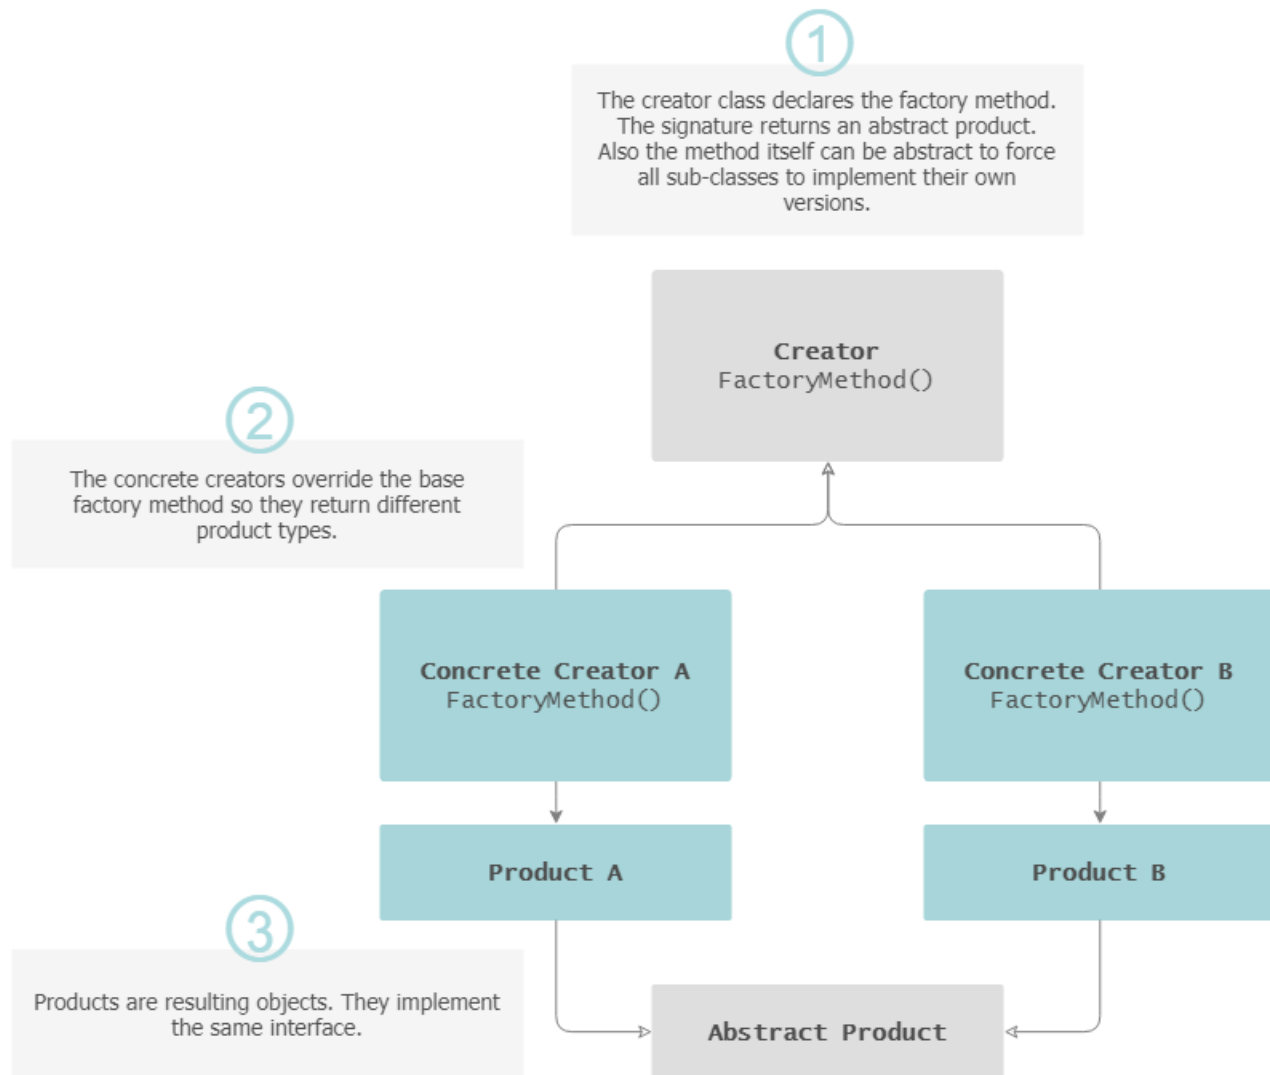 1
The creator class declares the factory method.
The signature returns an abstract product.
Also the method itself can be abstract to force
all sub-classes to implement their own
versions.
Creator
FactoryMethod()
2
The concrete creators override the base
factory method so they return different
product types.
Concrete Creator A
FactoryMethod()
Concrete Creator B
FactoryMethod()
Product A
Product B
3
Products are resulting objects. They implement
the same interface.
Abstract Product